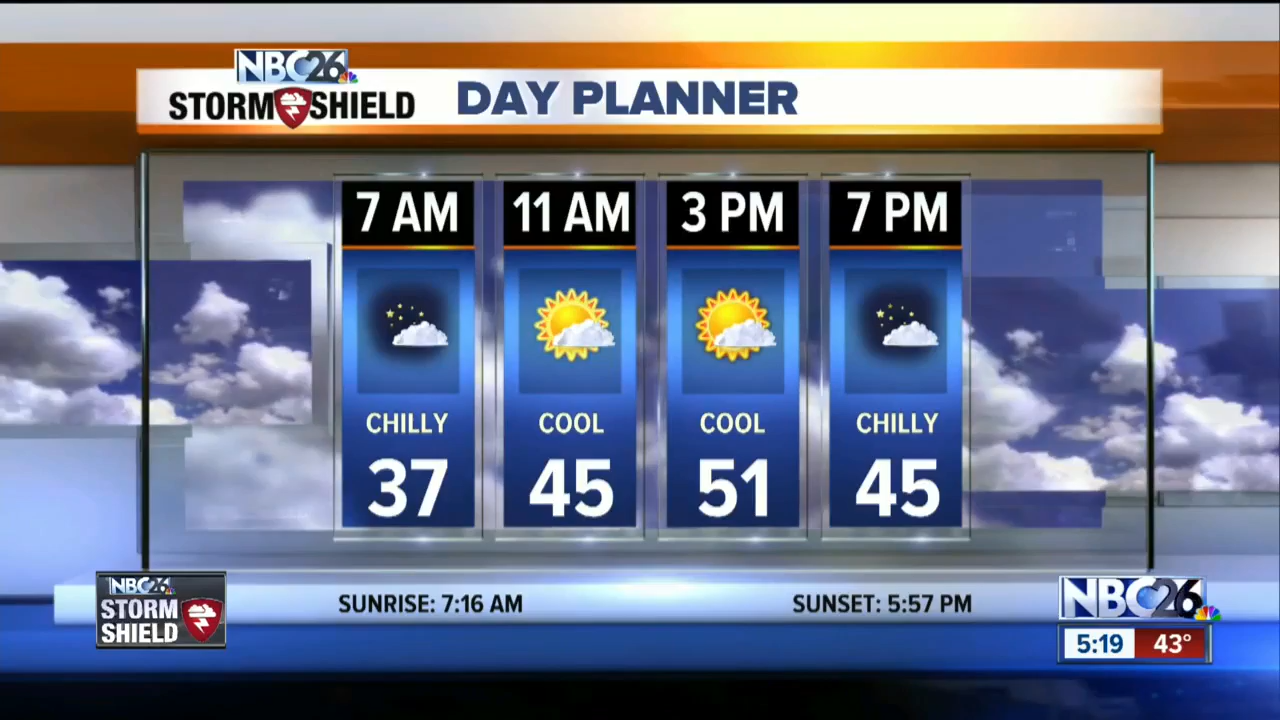 NBC26
STORM SHIELD
DAY PLANNER
7 AM
11 AM
3 PM
7 PM
CHILLY
COOL
COOL
CHILLY
37
45
51
45
NBC26
STORM
SHIELD
SUNRISE: 7:16 AM
SUNSET: 5:57 PM
NBC26
5:19
43°